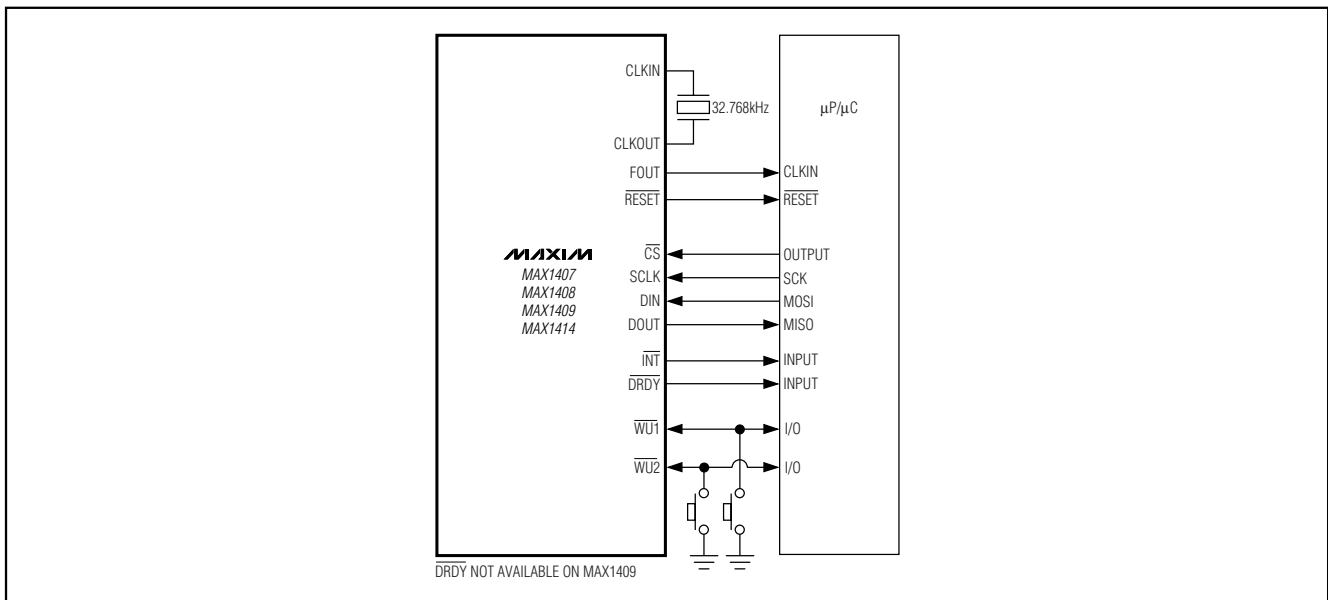 CLKIN
32.768kHz
µP/µC
CLKOUT
FOUT
CLKIN
RESET
RESET
MAXIM
CS
OUTPUT
MAX1407
SCLK
SCK
MAX1408
DIN
MOSI
MAX1409
MAX1414
DOUT
MISO
INT
INPUT
DRDY
INPUT
WU1
I/O
WU2
I/O
DRDY NOT AVAILABLE ON MAX1409